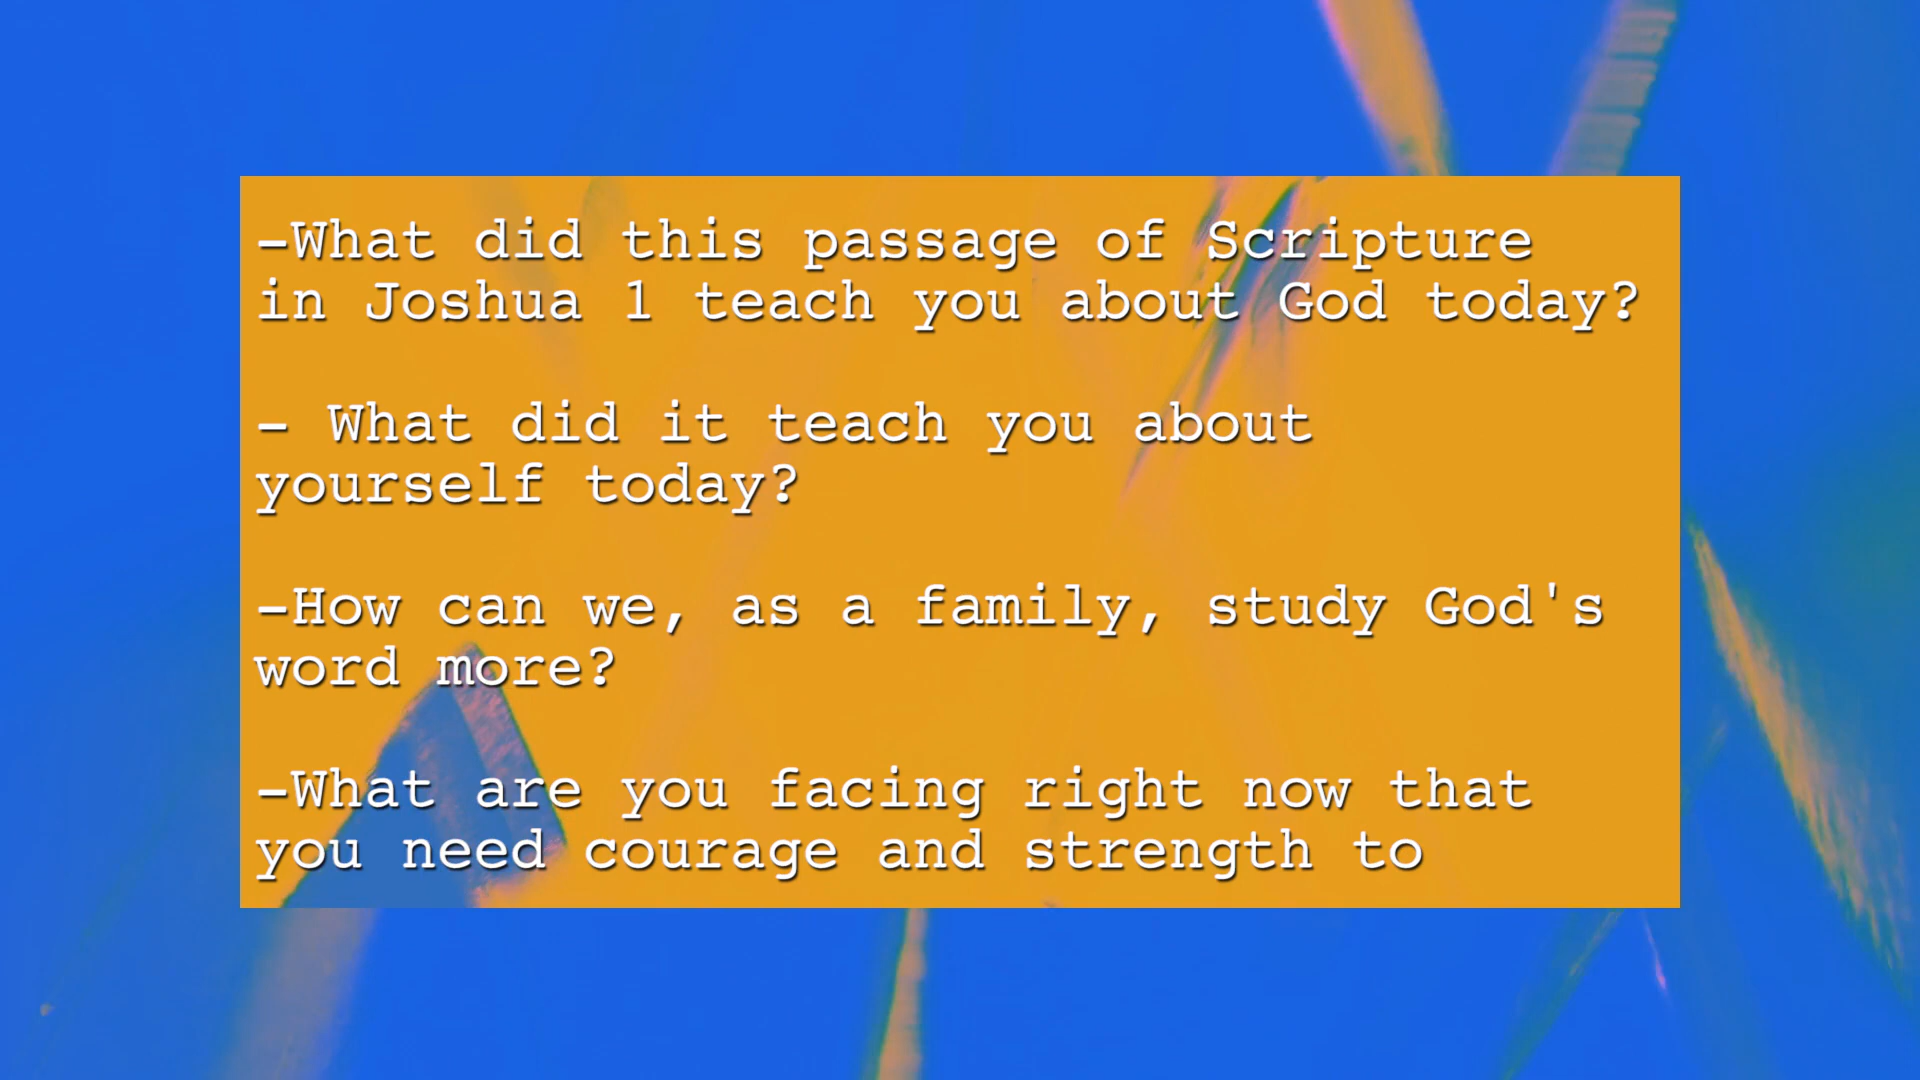 -What did this passage of Scripture
in Joshua 1 teach you about God today?
- What did it teach you about
yourself today?
-How can we, as a family, study God's
word more?
-What are you facing right now that
you need courage and strength to